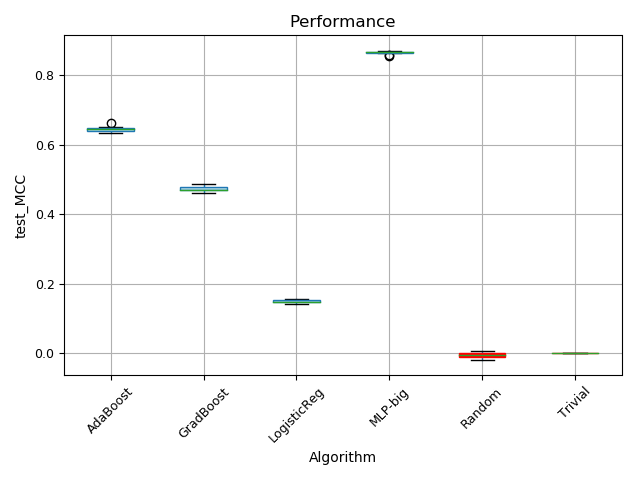 Performance
test_MCC
0.8
0.6
0.4
0.2
0.0
AdaBoost
GradBoost
LogisticReg
MLP-big
Random
Trivial
Algorithm